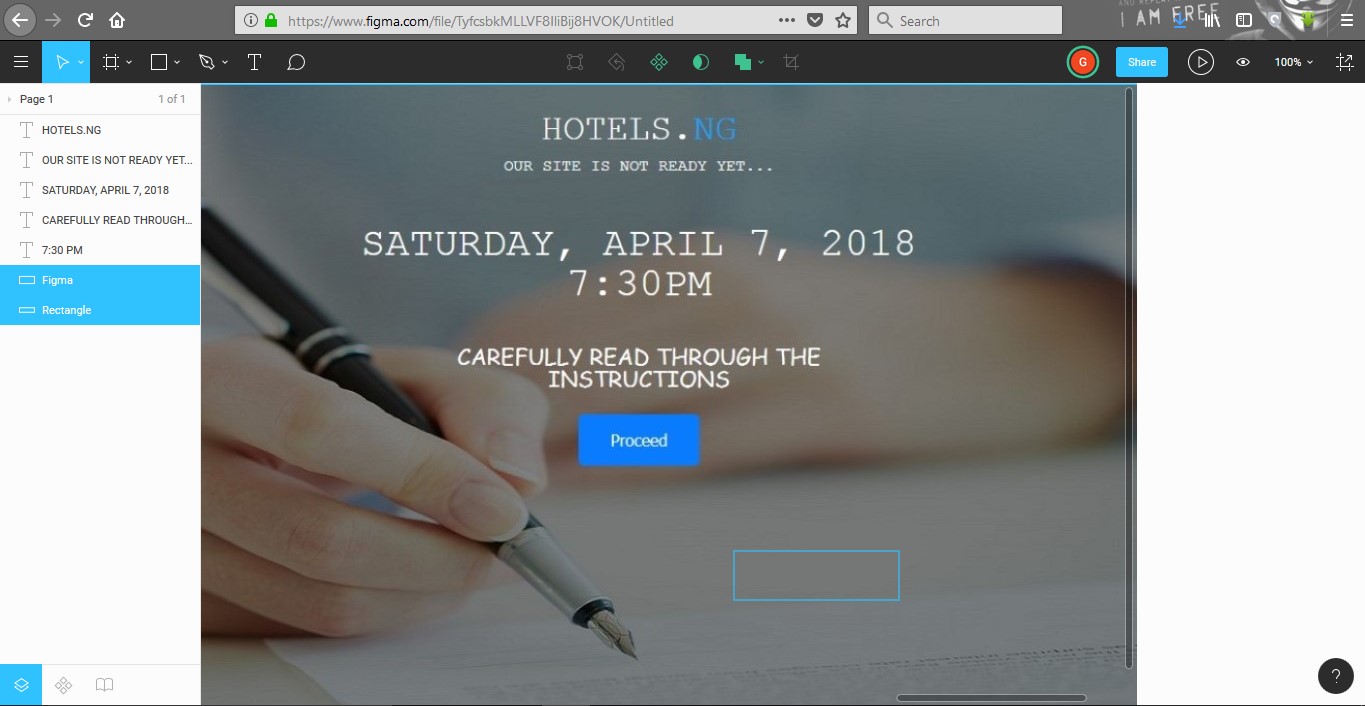 https://www.figma.com/file/TyfcsbkMLLVF8IliBij8HVOK/Untitled
Search
AND REPEAT
I AM FREE
T
G
Share
100%
Page 1
1 of 1
HOTELS.NG
OUR SITE IS NOT READY YET...
SATURDAY, APRIL 7, 2018
CAREFULLY READ THROUGH...
7:30 PM
Figma
Rectangle
HOTELS.NG
OUR SITE IS NOT READY YET...
SATURDAY, APRIL 7, 2018
7:30PM
CAREFULLY READ THROUGH THE
INSTRUCTIONS
Proceed
?